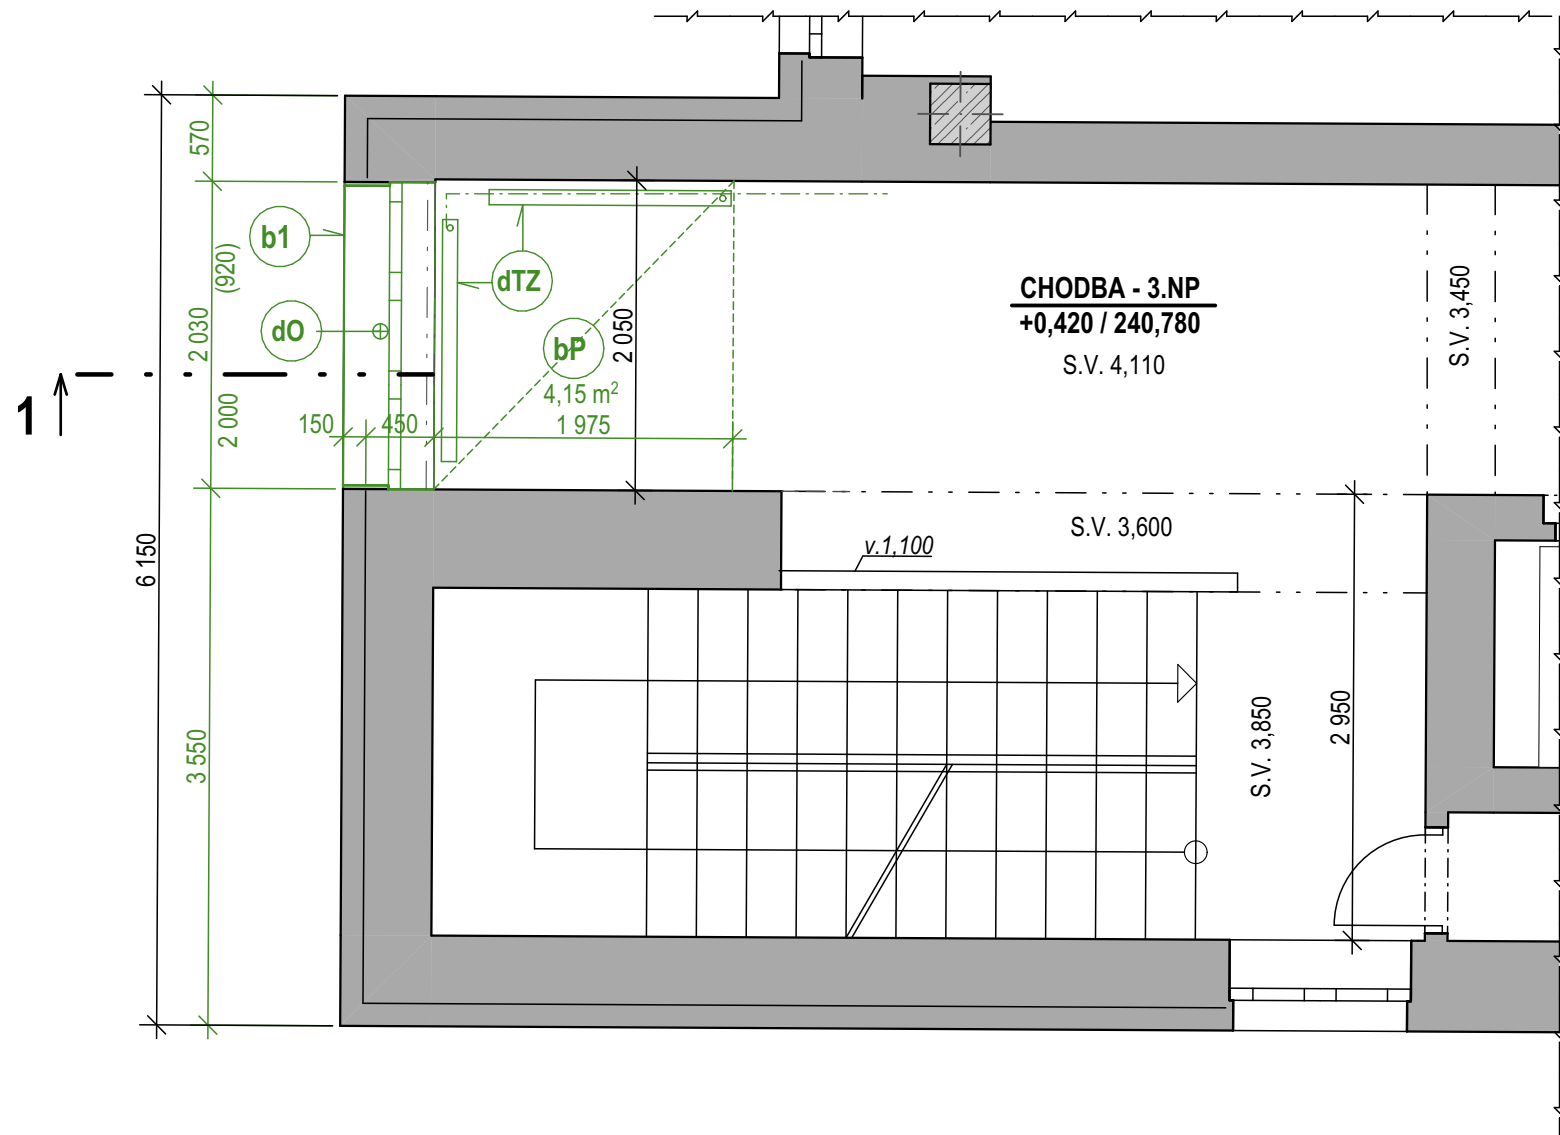 570
b1
(920)
dTZ
CHODBA - 3.NP
+0,420 / 240,780
S.V. 4,110
S.V. 3,450
2 030
dO
bP
2 050
4,15 m²
1
2 000
150
450
1 975
6 150
v.1,100
S.V. 3,600
3 550
S.V. 3,850
2 950